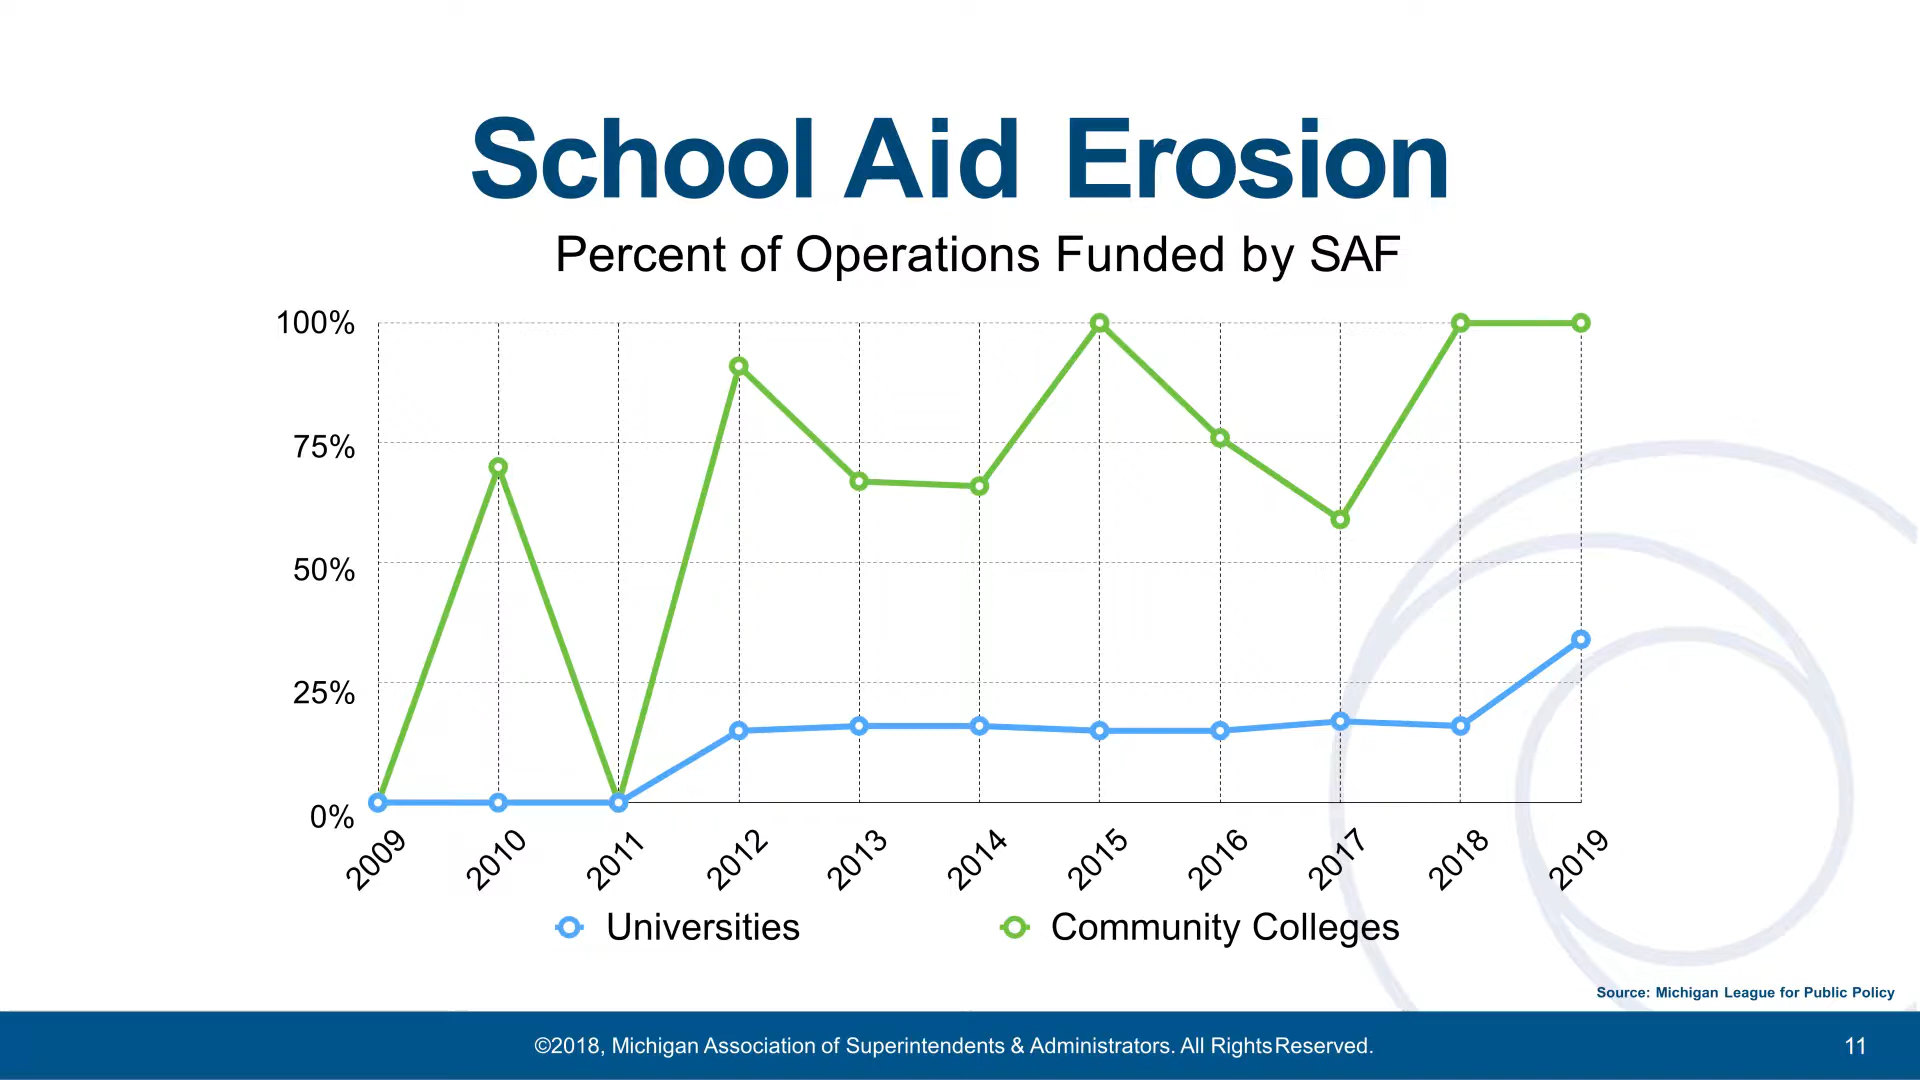 School Aid Erosion
Percent of Operations Funded by SAF
100%
75%
50%
25%
0%
2009
2010
2011
2012
2013
2014
2015
2016
2017
2018
2019
Universities
Community Colleges
Source: Michigan League for Public Policy
©2018, Michigan Association of Superintendents & Administrators. All Rights Reserved.
11